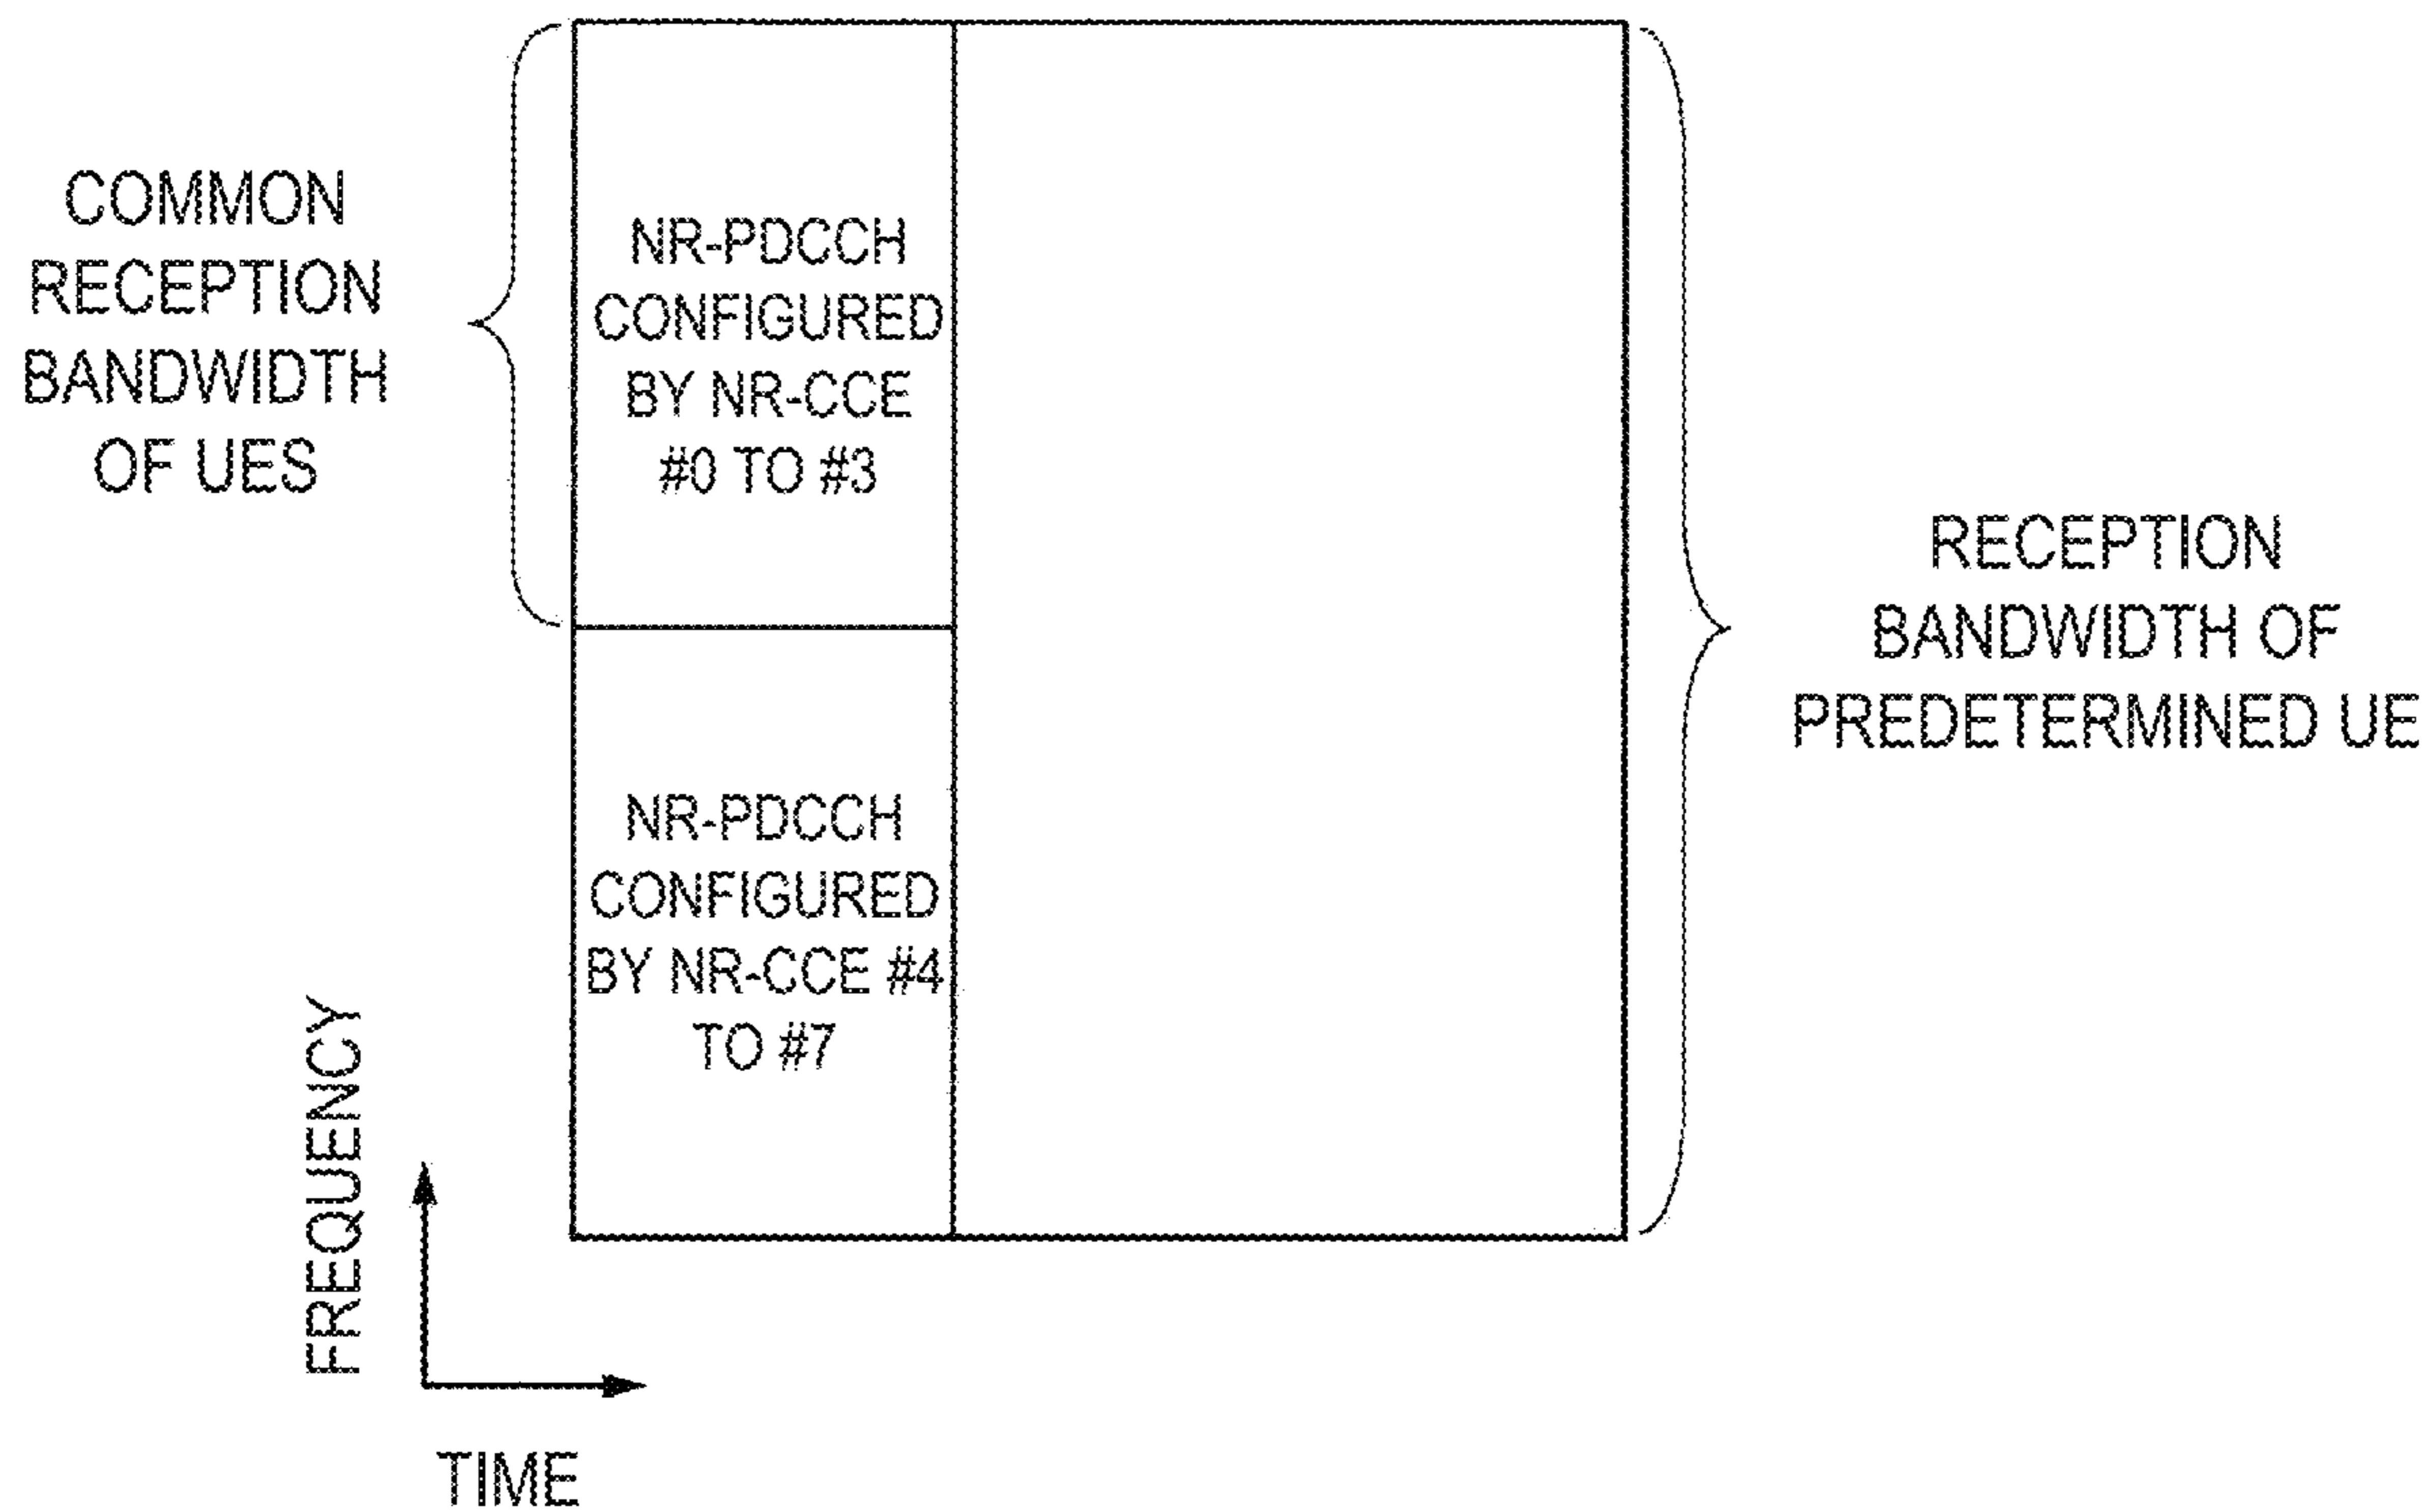 COMMON
RECEPTION
BANDWIDTH
OF UES
NR-PDCCH
CONFIGURED
BY NR-CCE
#0 TO #3
NR-PDCCH
CONFIGURED
BY NR-CCE #4
TO #7
RECEPTION
BANDWIDTH OF
PREDETERMINED UE
FREQUENCY
TIME